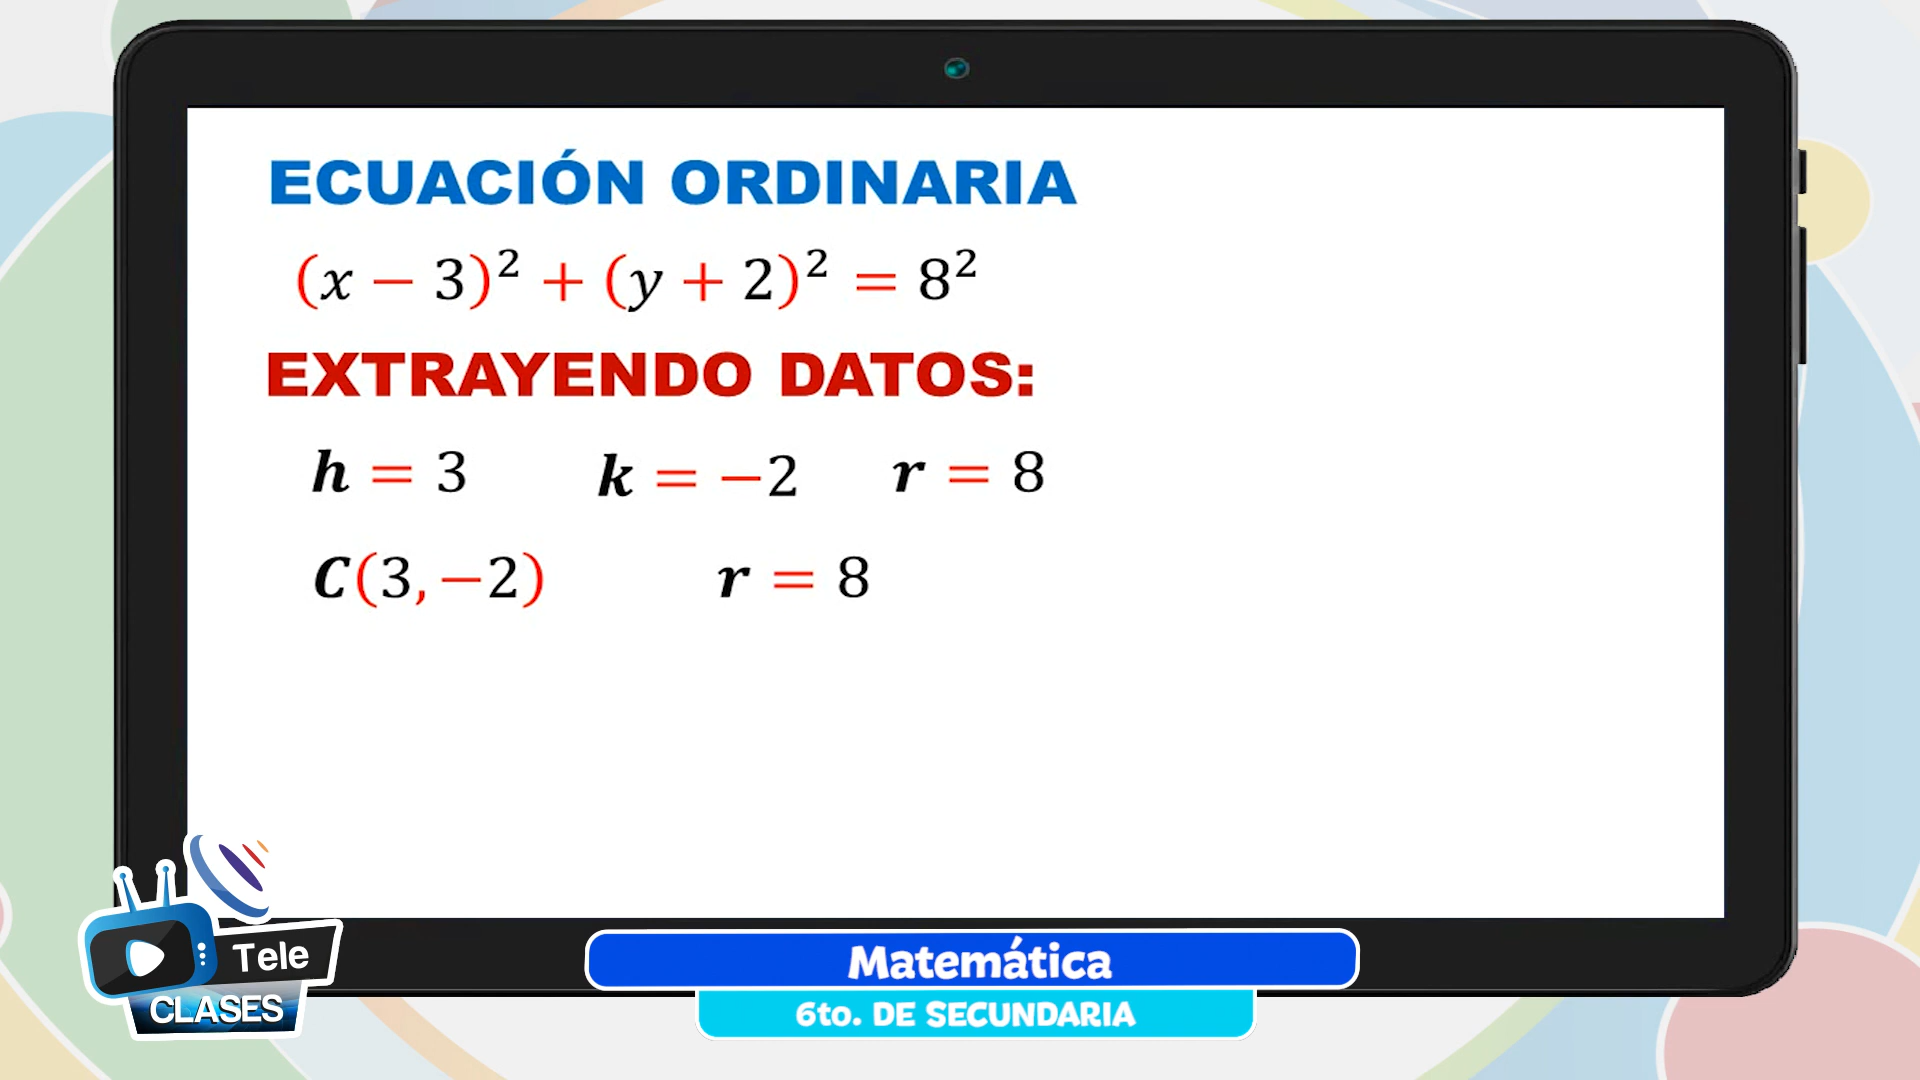 ECUACIÓN ORDINARIA
(x − 3)² + (y + 2)² = 8²
EXTRAYENDO DATOS:
h = 3 k = −2 r = 8
C(3, −2) r = 8
Tele
CLASES
Matemática
6to. DE SECUNDARIA